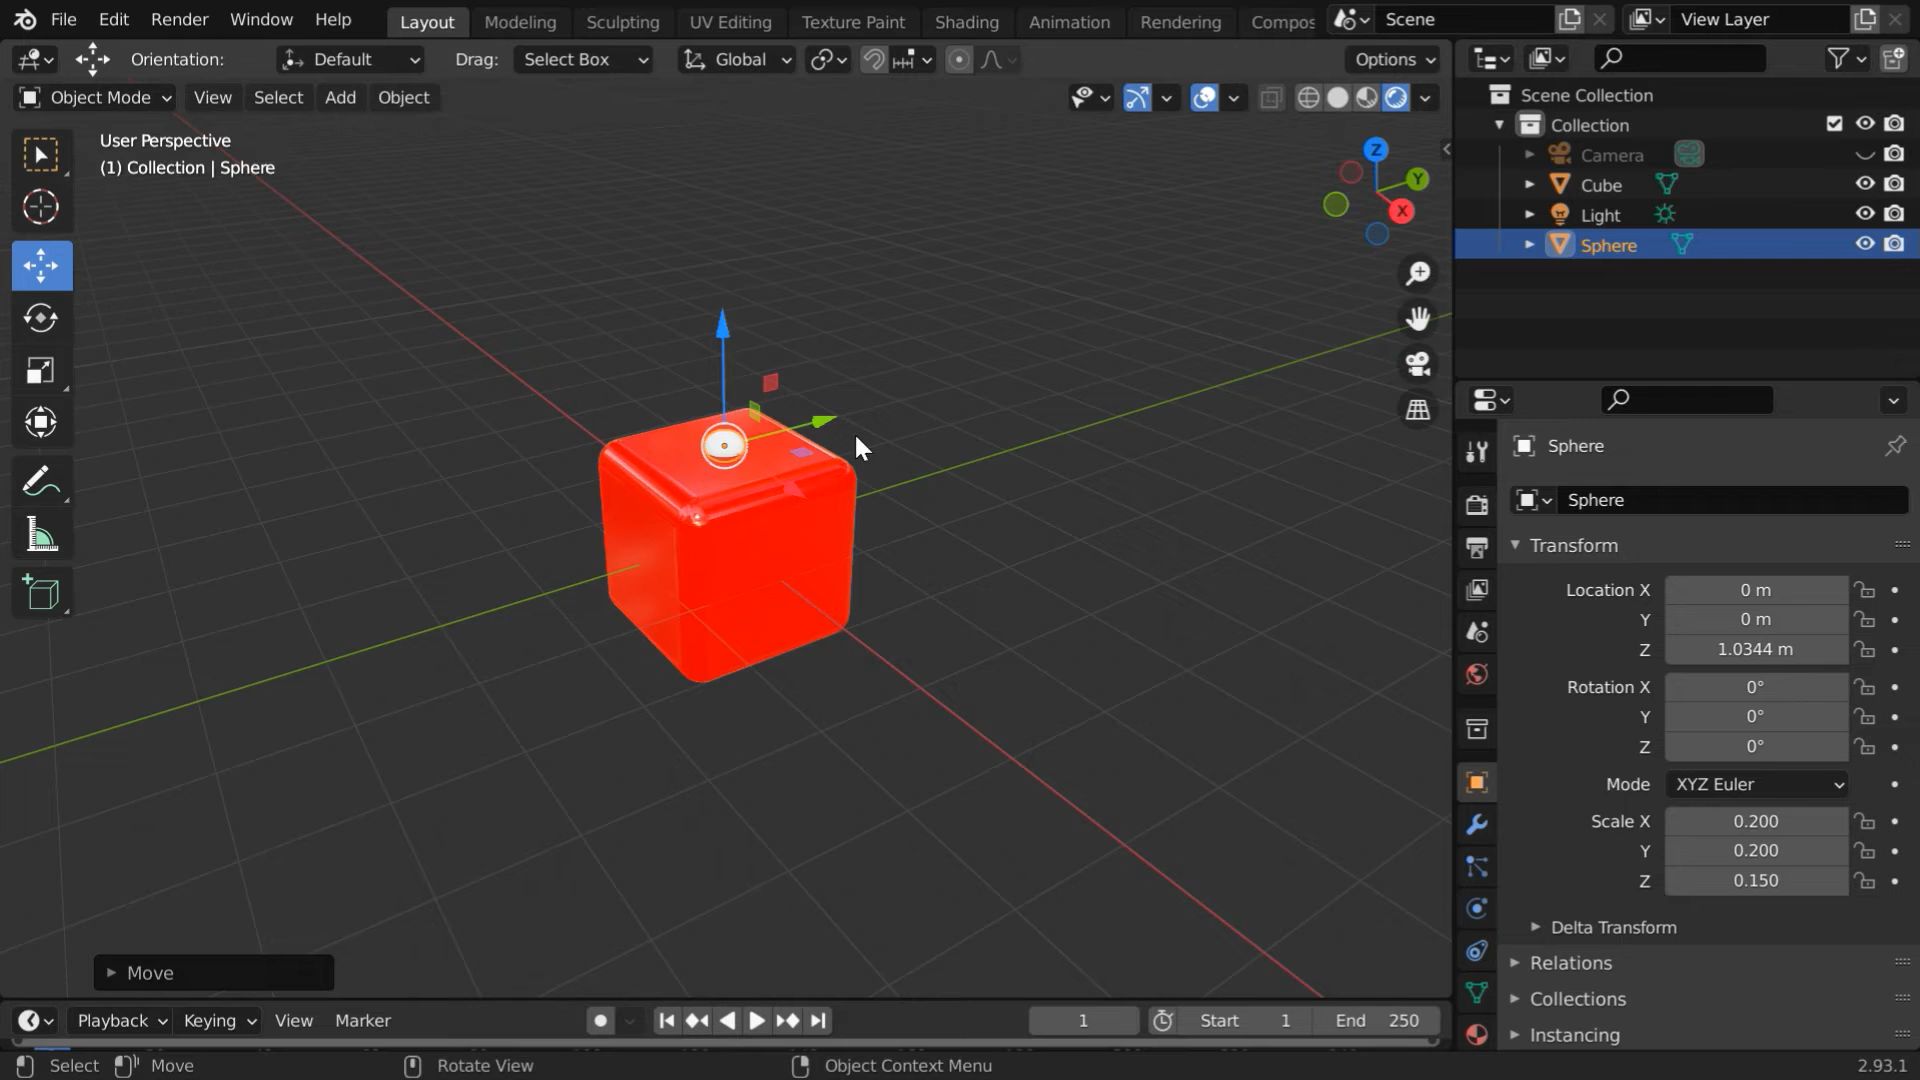 File Edit Render Window Help Layout Modeling Sculpting UV Editing Texture Paint Shading Animation Rendering Compos Scene View Layer
Orientation: Default Drag: Select Box Global Options
Object Mode View Select Add Object
User Perspective
(1) Collection | Sphere
Z
Y
X
Move
Scene Collection
Collection
Camera
Cube
Light
Sphere
Sphere
Sphere
Transform
Location X 0 m
Y 0 m
Z 1.0344 m
Rotation X 0°
Y 0°
Z 0°
Mode XYZ Euler
Scale X 0.200
Y 0.200
Z 0.150
Delta Transform
Relations
Collections
Instancing
Playback Keying View Marker 1 Start 1 End 250
Select Move Rotate View Object Context Menu 2.93.1